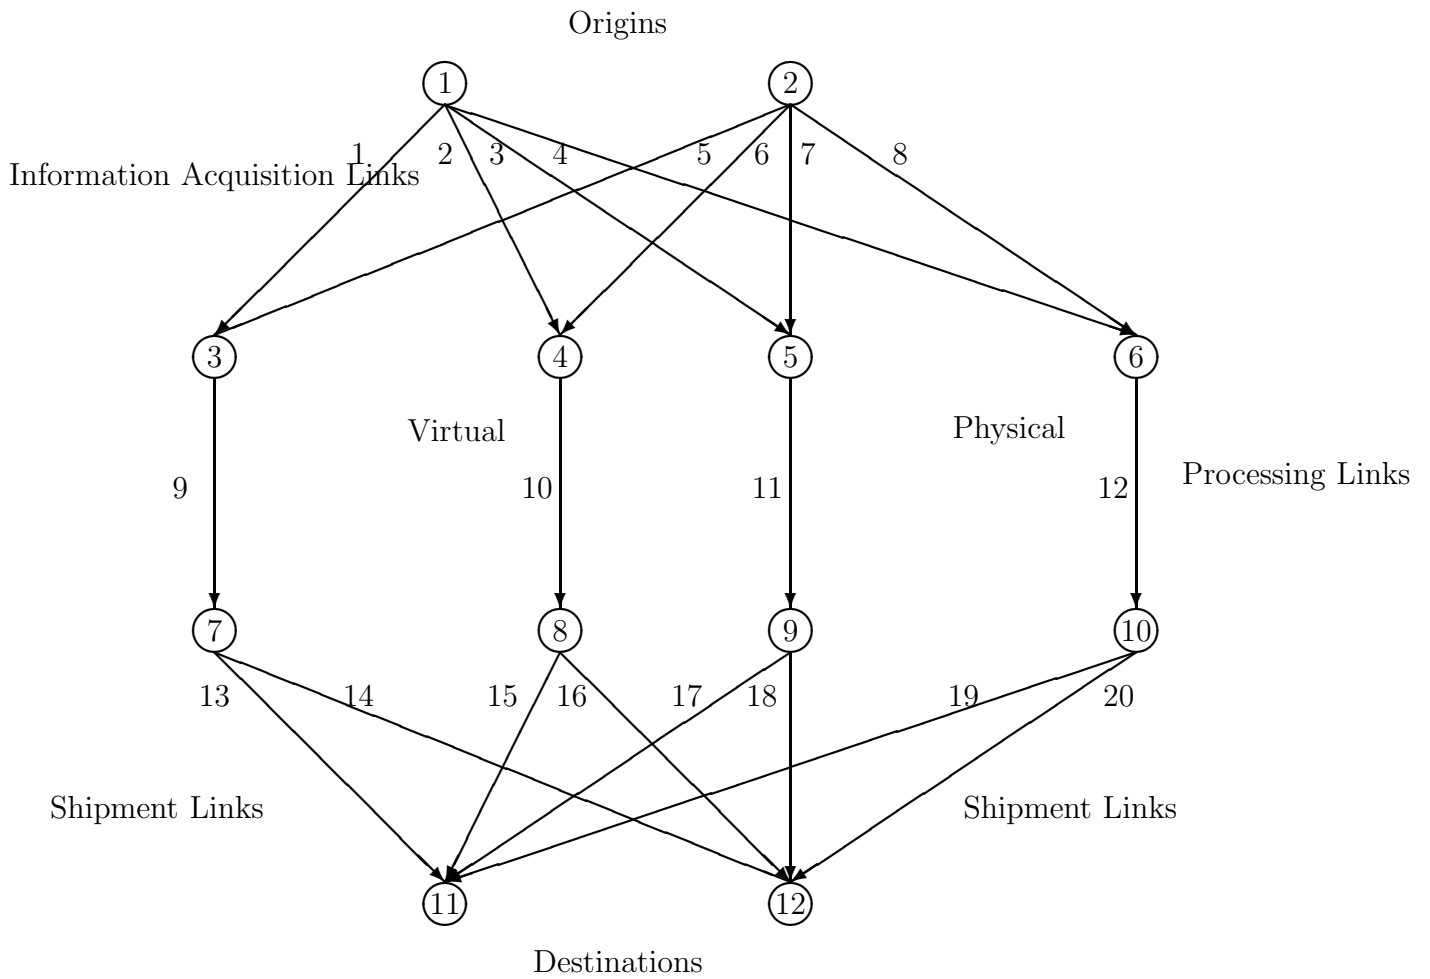 Origins
1 2
1 2 3 4 5 6 7 8
Information Acquisition Links
3 4 5 6
Virtual Physical
Processing Links
9 10 11 12
7 8 9 10
13 14 15 16 17 18 19 20
Shipment Links Shipment Links
11 12
Destinations